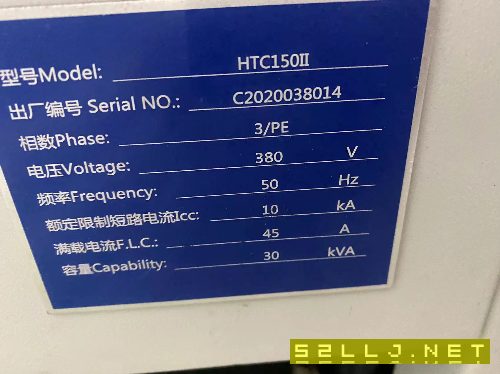 型号Model: HTC150II
出厂编号 Serial NO.: C2020038014
相数Phase: 3/PE
电压Voltage: 380 V
频率Frequency: 50 Hz
额定限制短路电流Icc: 10 kA
满载电流F.L.C.: 45 A
容量Capability: 30 kVA
52LLJ.NET